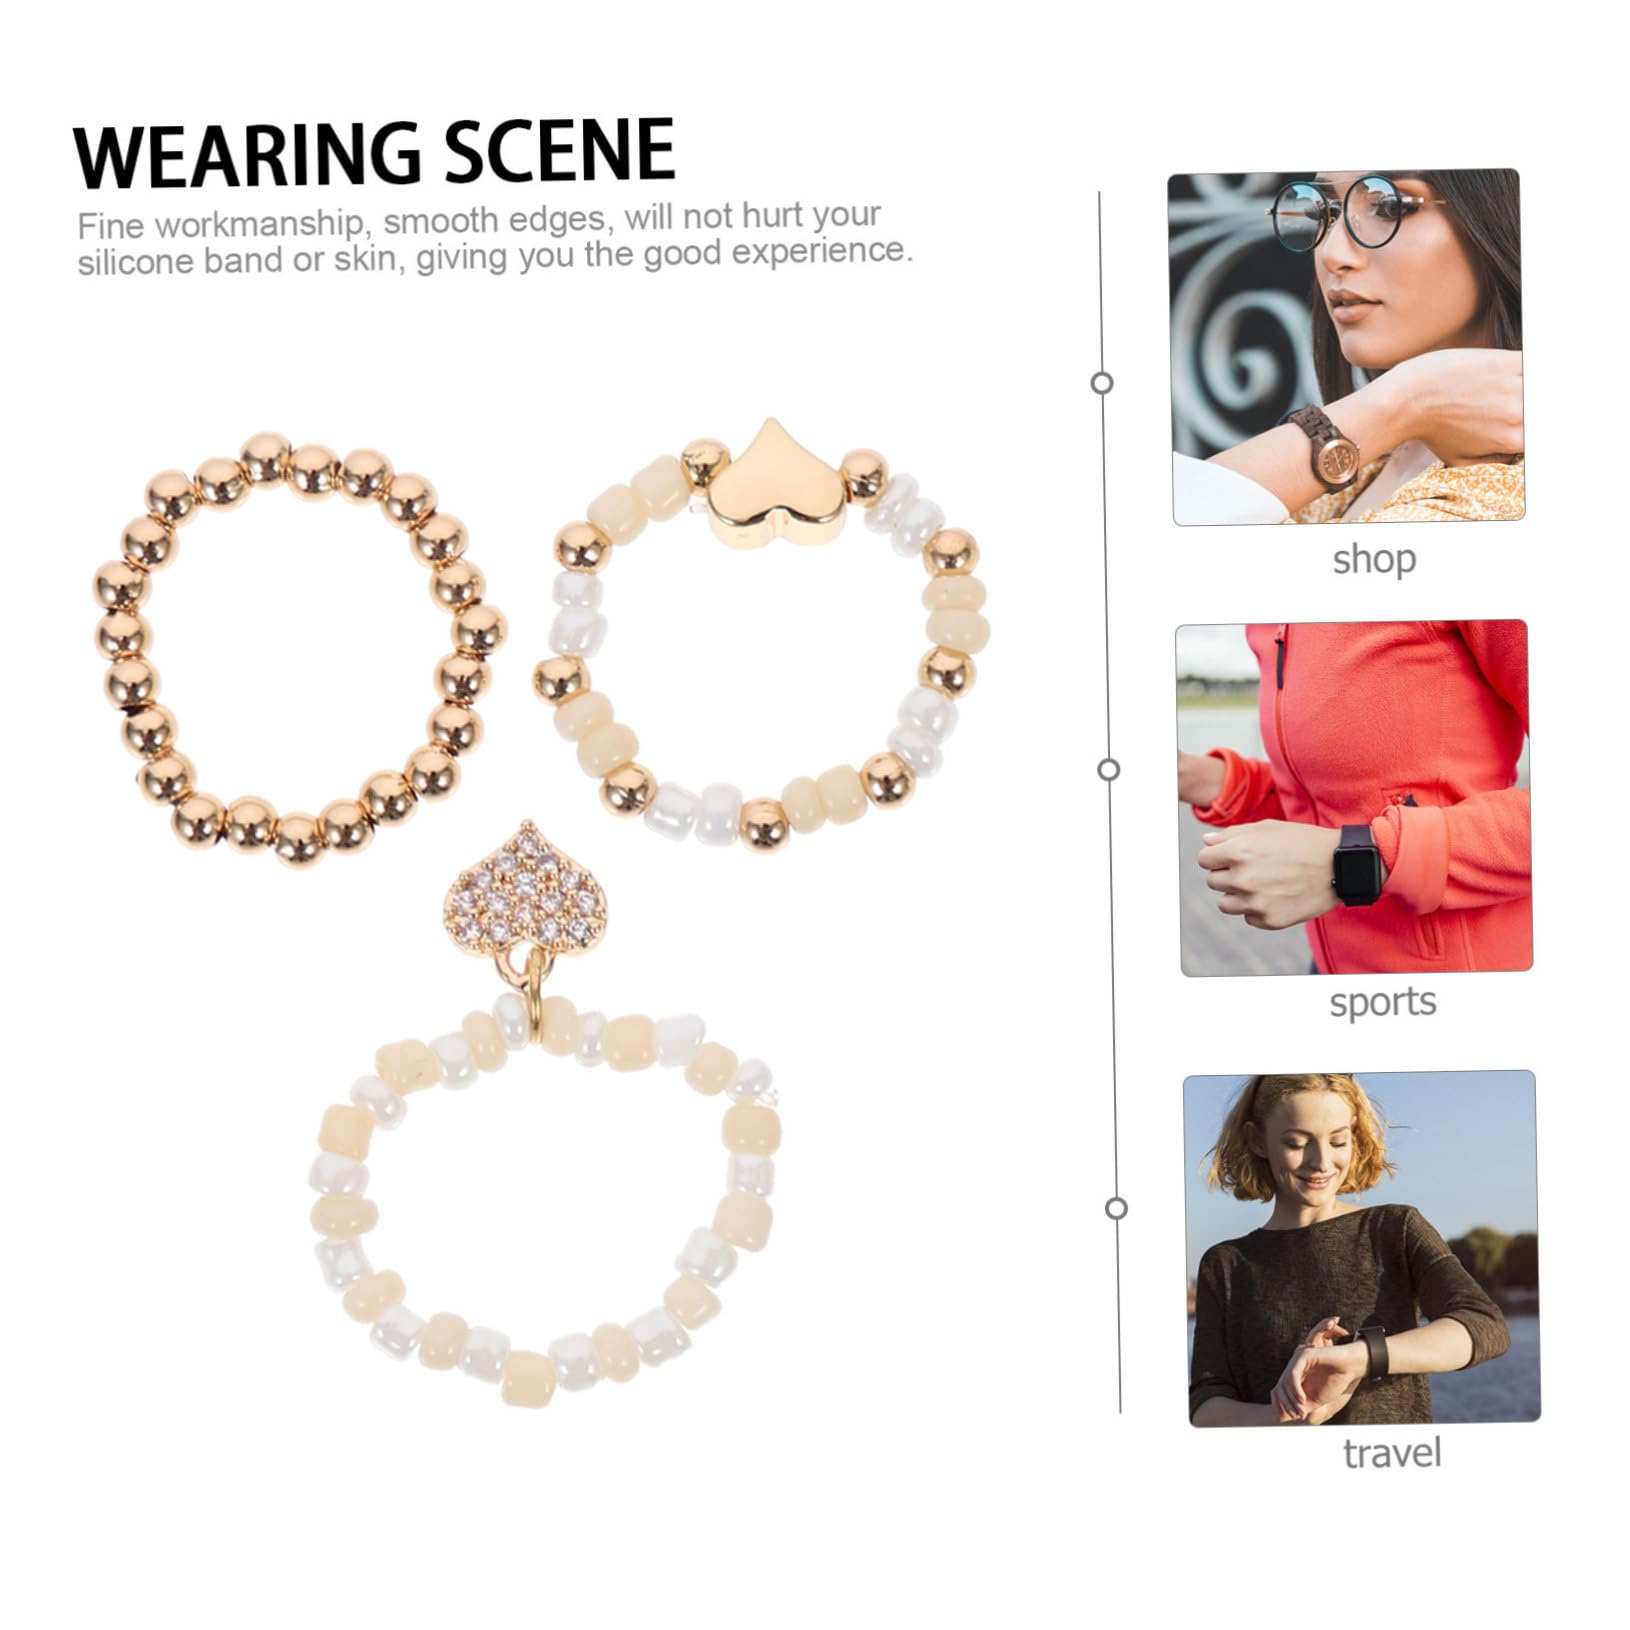 WEARING SCENE
Fine workmanship, smooth edges, will not hurt your
silicone band or skin, giving you the good experience.
shop
sports
travel